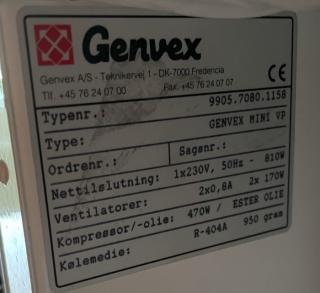 Genvex
Genvex A/S - Teknikervej 1 - DK-7000 Fredericia
Tlf. +45 76 24 07 00 Fax. +45 76 24 07 07
CE
Typenr.: 9905.7080.1158
Type: GENVEX MINI VP
Ordrenr.: Sagsnr.:
Nettilslutning: 1x230V, 50Hz - 810W
Ventilatorer: 2x0,8A 2x 170W
Kompressor/-olie: 470W / ESTER OLIE
Kølemedie: R-404A 950 gram